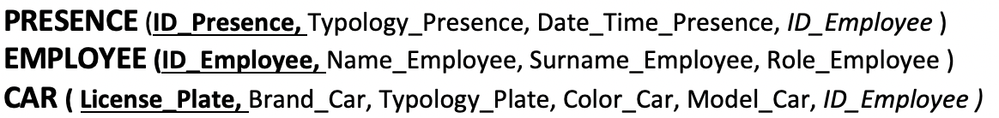 PRESENCE (ID_Presence, Typology_Presence, Date_Time_Presence, ID_Employee )
EMPLOYEE (ID_Employee, Name_Employee, Surname_Employee, Role_Employee )
CAR ( License_Plate, Brand_Car, Typology_Plate, Color_Car, Model_Car, ID_Employee )